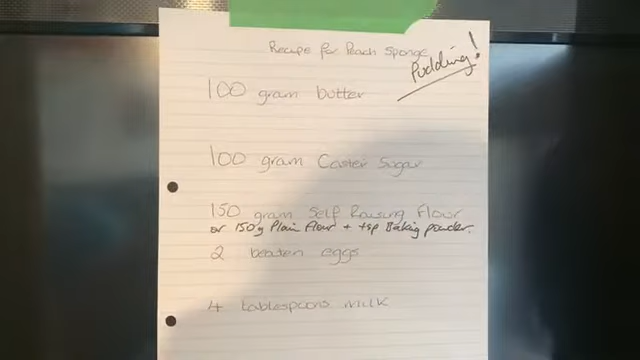 Recipe for Peach Sponge
Pudding!
100 gram butter
100 gram Caster Sugar
150 gram Self Raising Flour
or 150g Plain Flour + tsp Baking powder.
2 beaten eggs
4 tablespoons milk